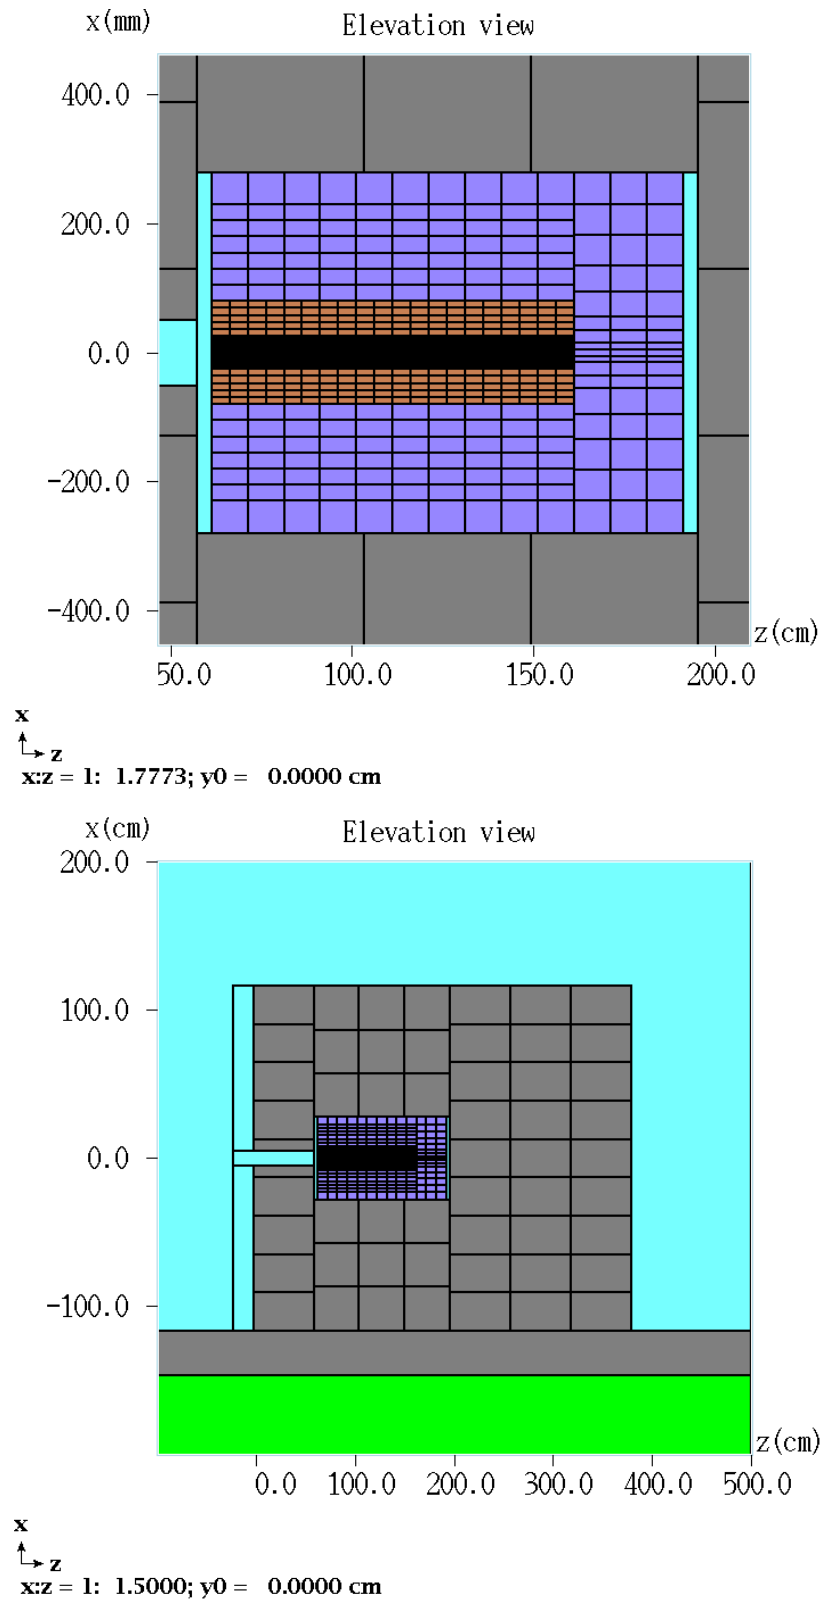 x(mm)
Elevation view
400.0
200.0
0.0
-200.0
-400.0
z(cm)
50.0 100.0 150.0 200.0
x
z
x:z = 1: 1.7773; y0 = 0.0000 cm
x(cm)
Elevation view
200.0
100.0
0.0
-100.0
z(cm)
0.0 100.0 200.0 300.0 400.0 500.0
x
z
x:z = 1: 1.5000; y0 = 0.0000 cm